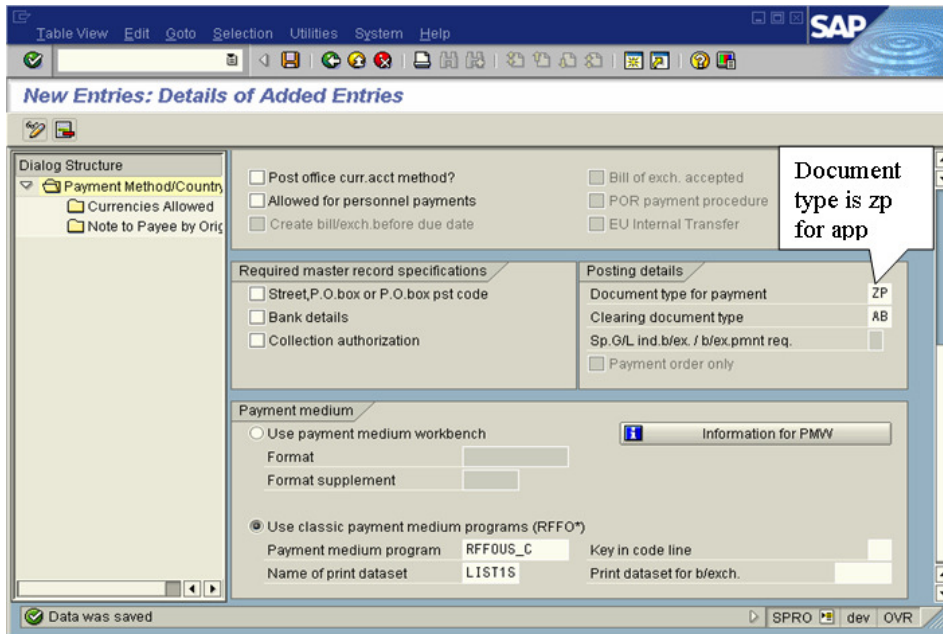 Table View Edit Goto Selection Utilities System Help
SAP
New Entries: Details of Added Entries
Dialog Structure
Payment Method/Country
Currencies Allowed
Note to Payee by Orig
Post office curr.acct method?
Bill of exch. accepted
Allowed for personnel payments
POR payment procedure
Create bill/exch.before due date
EU Internal Transfer
Document
type is zp
for app
Required master record specifications
Street,P.O.box or P.O.box pst code
Bank details
Collection authorization
Posting details
Document type for payment ZP
Clearing document type AB
Sp.G/L ind.b/ex. / b/ex.pmnt req.
Payment order only
Payment medium
Use payment medium workbench
Information for PMW
Format
Format supplement
Use classic payment medium programs (RFFO*)
Payment medium program RFFOUS_C Key in code line
Name of print dataset LIST1S Print dataset for b/exch.
Data was saved
SPRO dev OVR